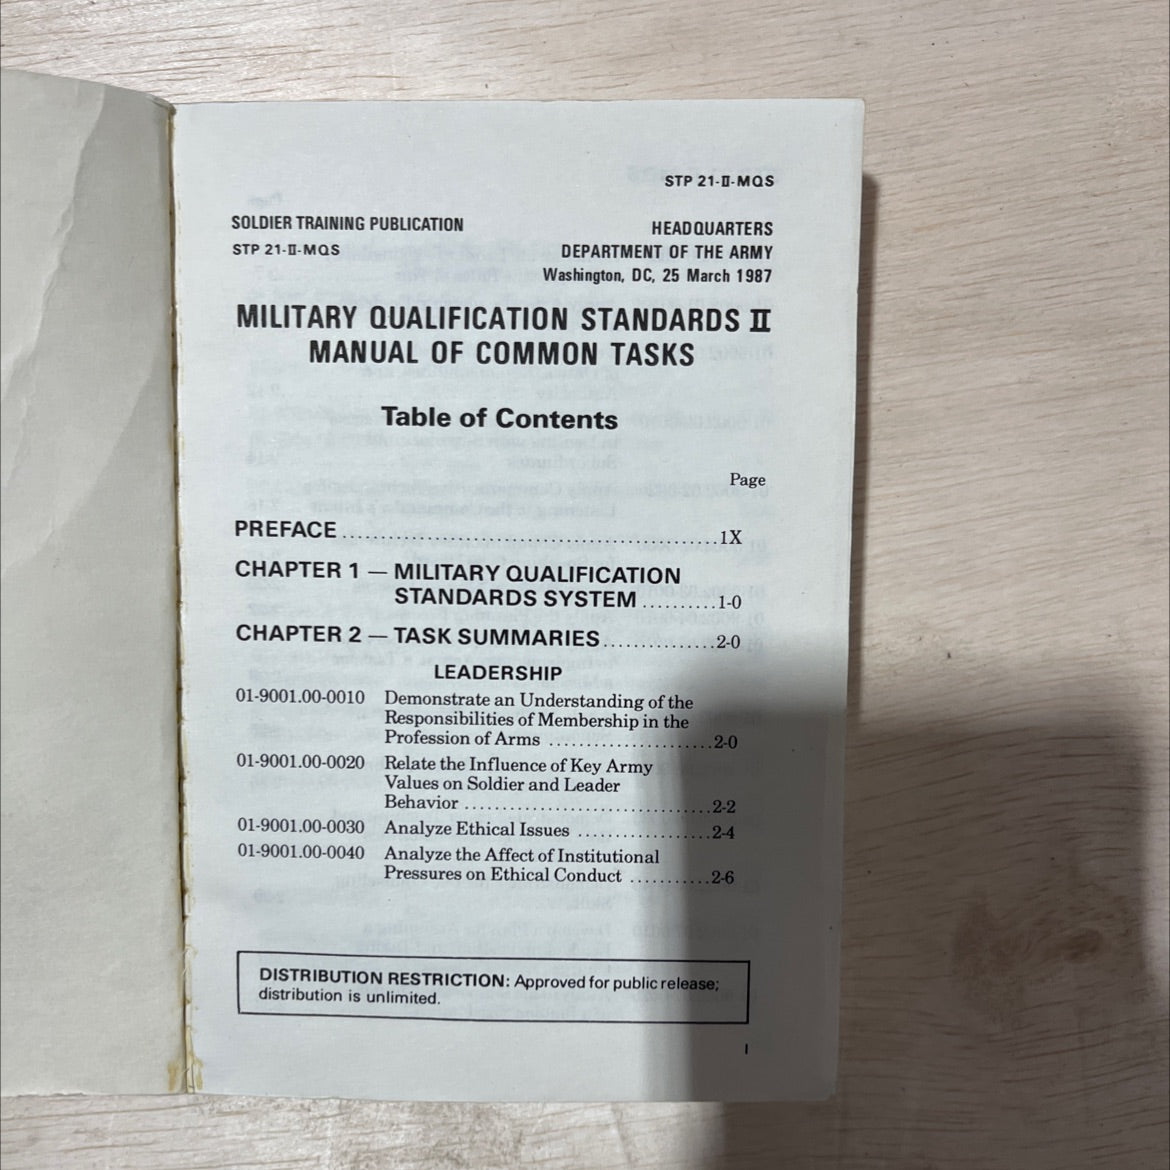 STP 21-II-MQS
SOLDIER TRAINING PUBLICATION
STP 21-II-MQS
HEADQUARTERS
DEPARTMENT OF THE ARMY
Washington, DC, 25 March 1987
MILITARY QUALIFICATION STANDARDS II
MANUAL OF COMMON TASKS
Table of Contents
Page
PREFACE ........................................ 1X
CHAPTER 1 — MILITARY QUALIFICATION
STANDARDS SYSTEM .......... 1-0
CHAPTER 2 — TASK SUMMARIES ............... 2-0
LEADERSHIP
01-9001.00-0010 Demonstrate an Understanding of the
Responsibilities of Membership in the
Profession of Arms ...................... 2-0
01-9001.00-0020 Relate the Influence of Key Army
Values on Soldier and Leader
Behavior ................................. 2-2
01-9001.00-0030 Analyze Ethical Issues .................. 2-4
01-9001.00-0040 Analyze the Affect of Institutional
Pressures on Ethical Conduct ........... 2-6
DISTRIBUTION RESTRICTION: Approved for public release;
distribution is unlimited.
I